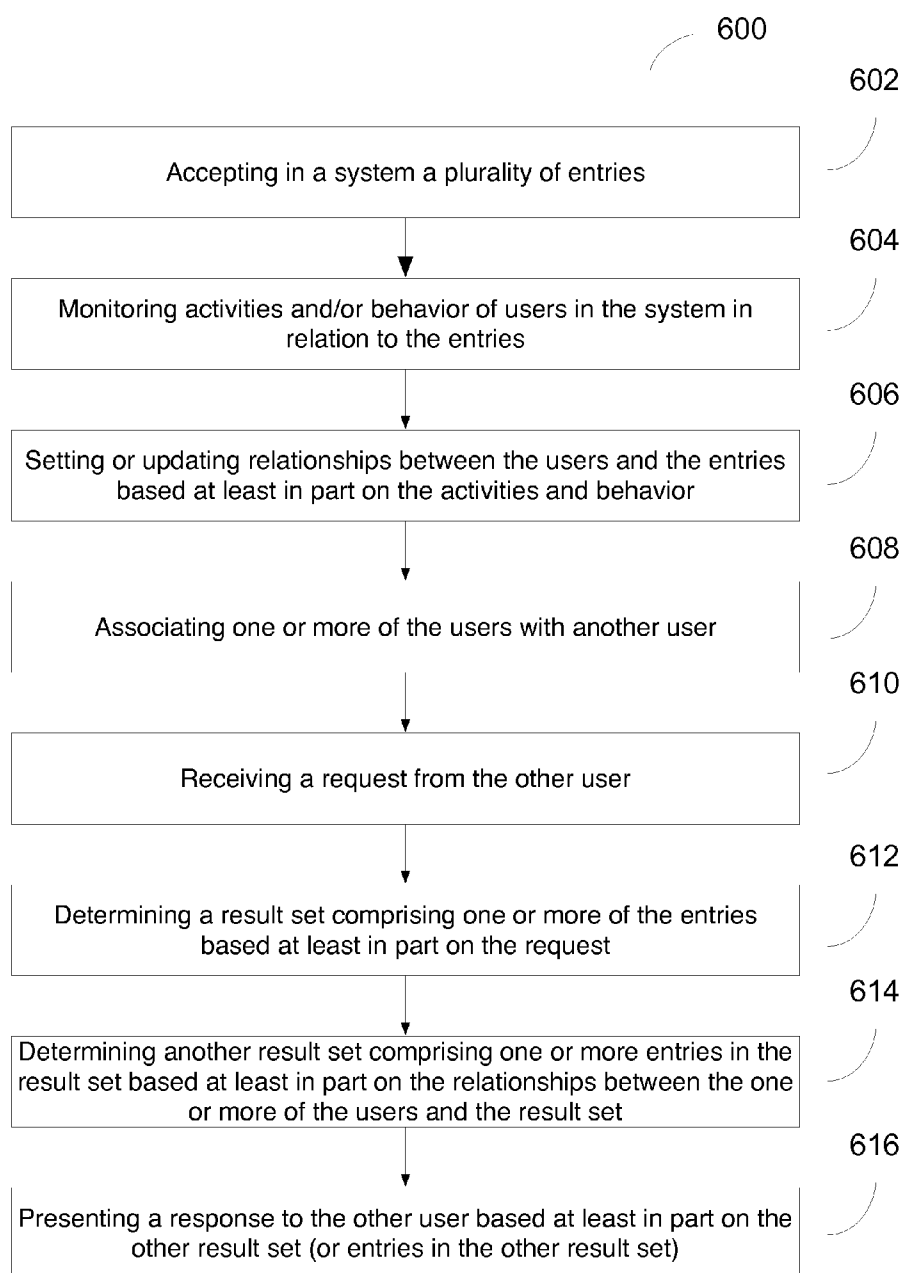 600
602
Accepting in a system a plurality of entries
604
Monitoring activities and/or behavior of users in the system in
relation to the entries
606
Setting or updating relationships between the users and the entries
based at least in part on the activities and behavior
608
Associating one or more of the users with another user
610
Receiving a request from the other user
612
Determining a result set comprising one or more of the entries
based at least in part on the request
614
Determining another result set comprising one or more entries in the
result set based at least in part on the relationships between the one
or more of the users and the result set
616
Presenting a response to the other user based at least in part on the
other result set (or entries in the other result set)